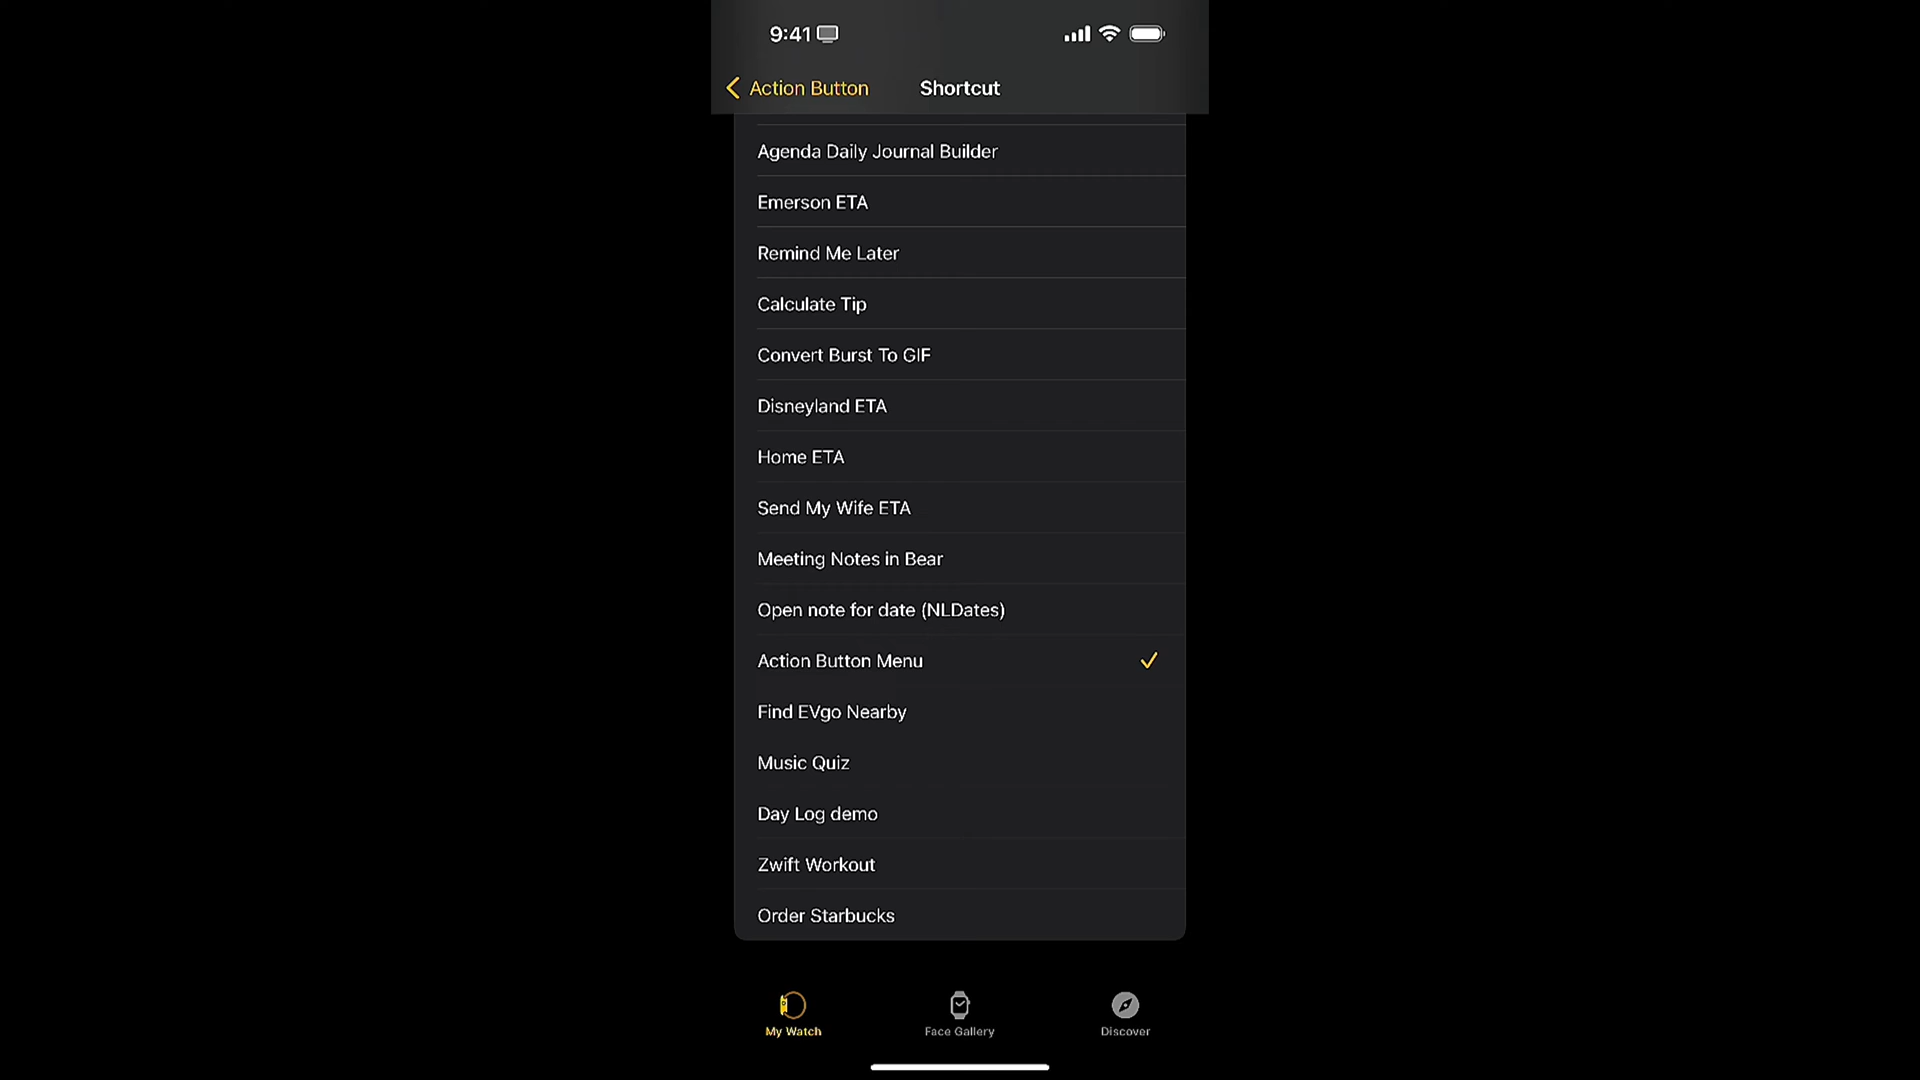 9:41
Action Button
Shortcut
Agenda Daily Journal Builder
Emerson ETA
Remind Me Later
Calculate Tip
Convert Burst To GIF
Disneyland ETA
Home ETA
Send My Wife ETA
Meeting Notes in Bear
Open note for date (NLDates)
Action Button Menu
Find EVgo Nearby
Music Quiz
Day Log demo
Zwift Workout
Order Starbucks
My Watch
Face Gallery
Discover